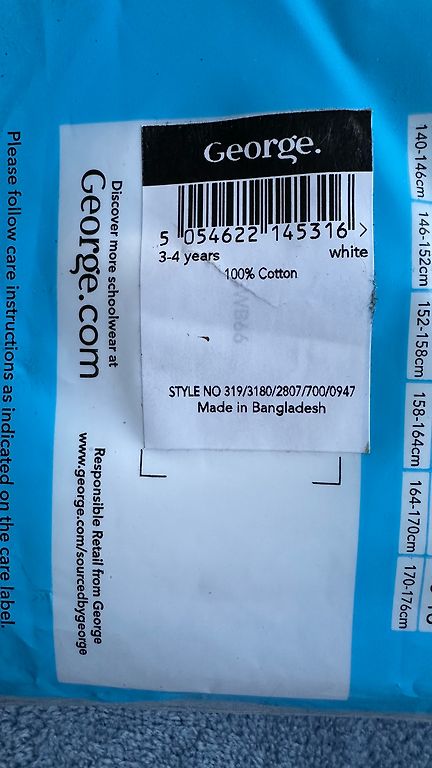 George.
5 054622 145316 >
3-4 years
white
100% Cotton
STYLE NO 319/3180/2807/700/0947
Made in Bangladesh
Discover more schoolwear at
George.com
Responsible Retail from George
www.george.com/sourcedbygeorge
Please follow care instructions as indicated on the care label.
140-146cm
146-152cm
152-158cm
158-164cm
164-170cm
170-176cm